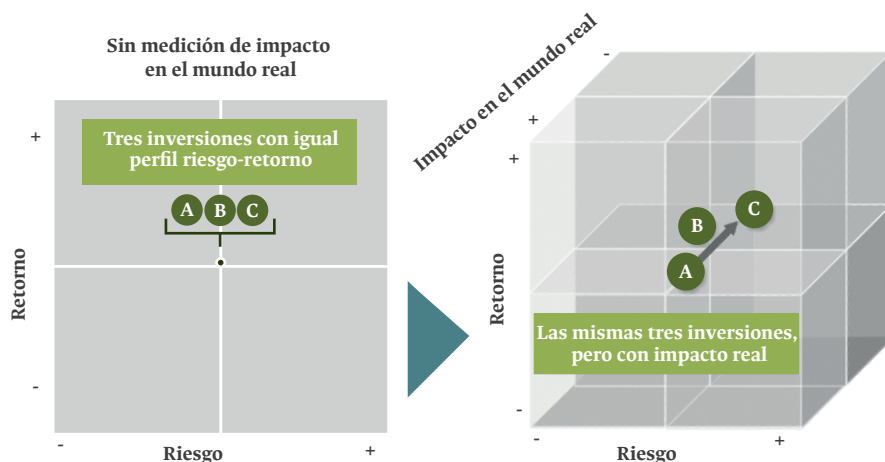 Sin medición de impacto
en el mundo real
+
Tres inversiones con igual
perfil riesgo-retorno
A B C
Retorno
-
-
Riesgo
+
Impacto en el mundo real
-
+
+
C
B
A
Retorno
Las mismas tres inversiones,
pero con impacto real
-
-
Riesgo
+